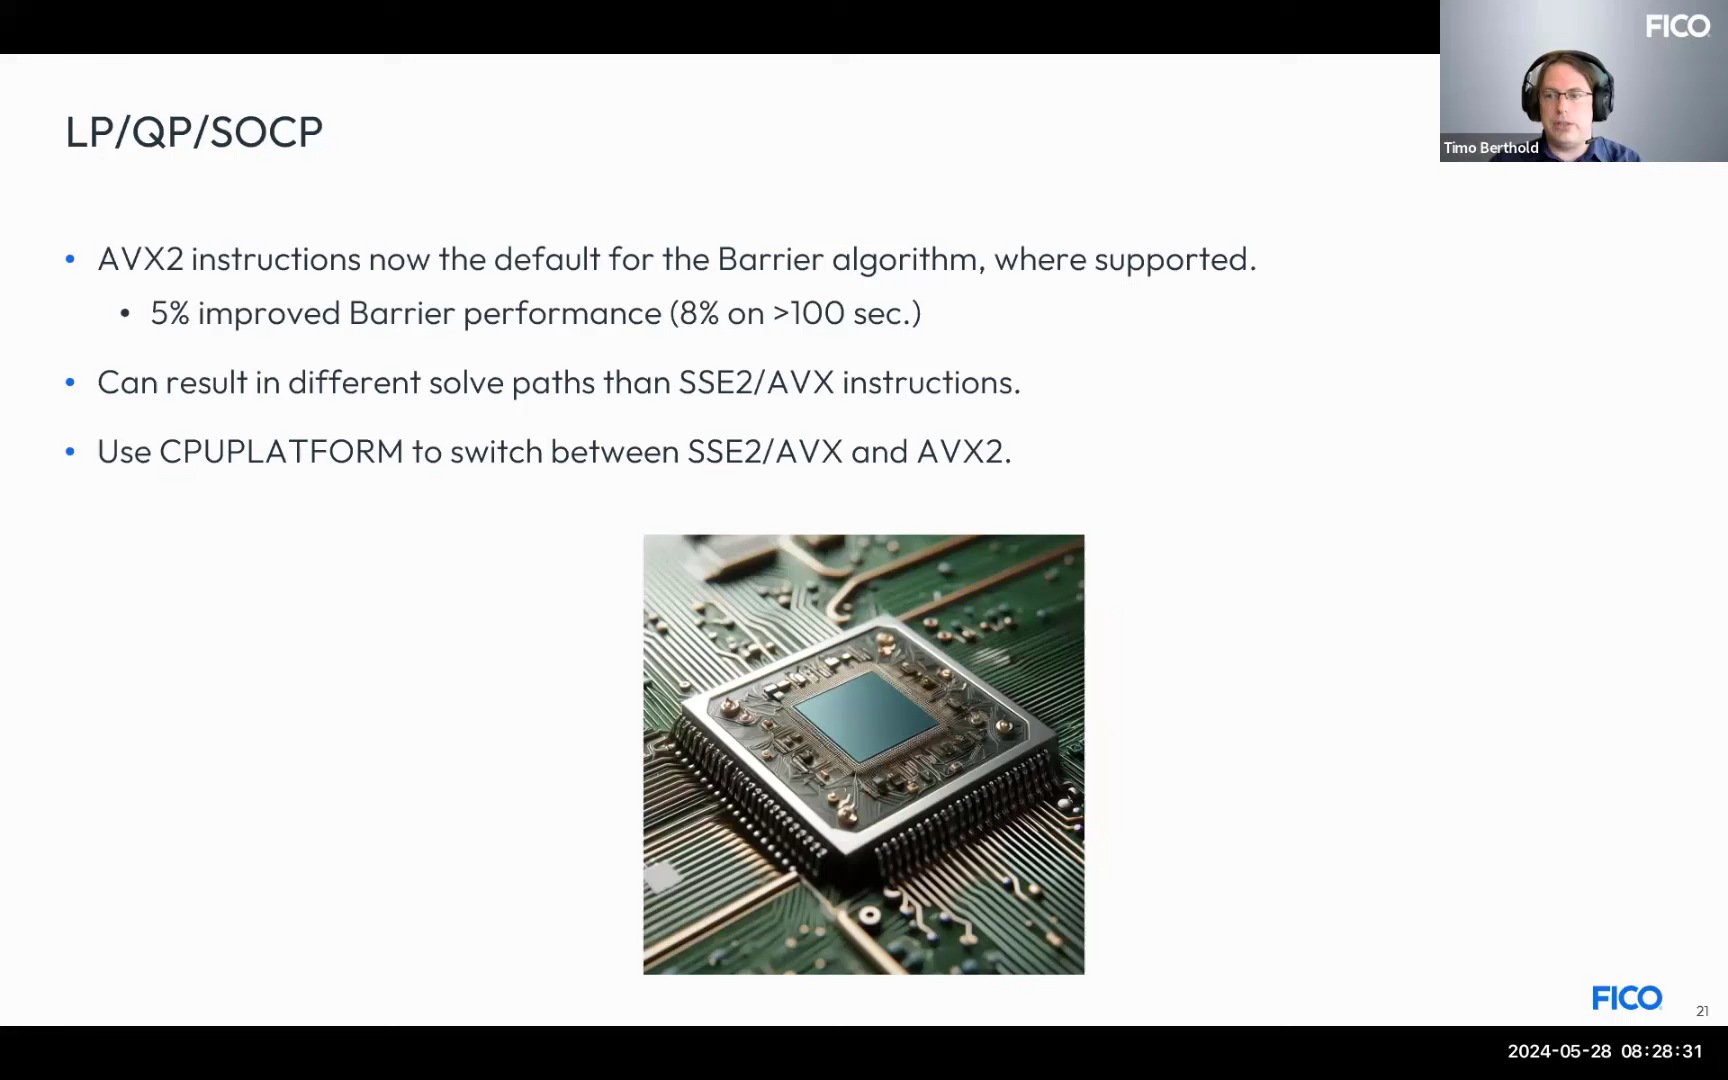 FICO
Timo Berthold
LP/QP/SOCP
• AVX2 instructions now the default for the Barrier algorithm, where supported.
• 5% improved Barrier performance (8% on >100 sec.)
• Can result in different solve paths than SSE2/AVX instructions.
• Use CPUPLATFORM to switch between SSE2/AVX and AVX2.
FICO
21
2024-05-28 08:28:31